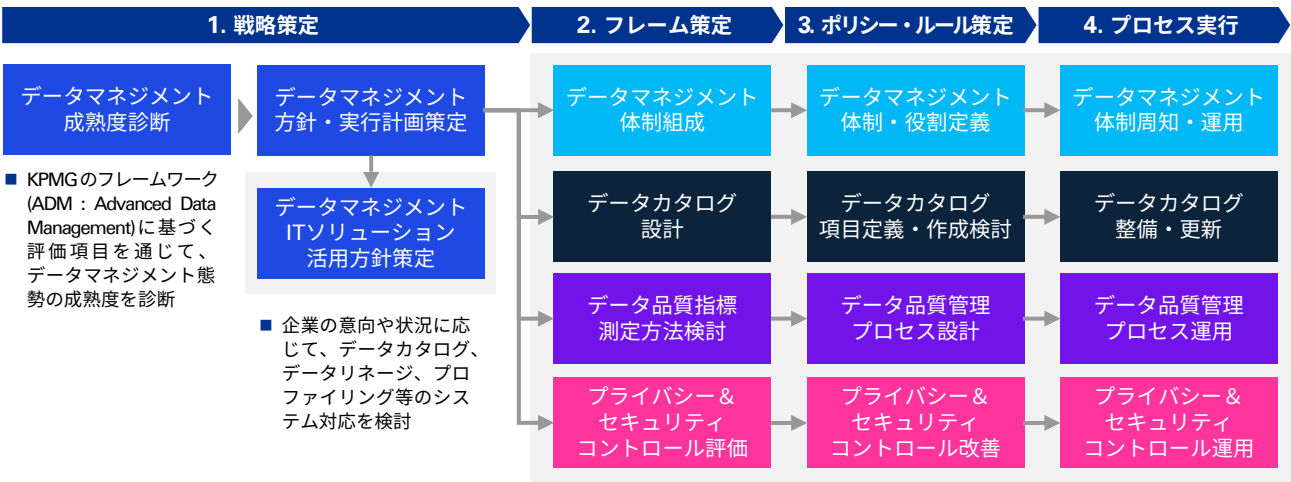 1. 戦略策定
2. フレーム策定
3. ポリシー・ルール策定
4. プロセス実行
データマネジメント
成熟度診断
データマネジメント
方針・実行計画策定
データマネジメント
体制組成
データマネジメント
体制・役割定義
データマネジメント
体制周知・運用
■ KPMGのフレームワーク
(ADM：Advanced Data
Management)に基づく
評価項目を通じて、
データマネジメント態
勢の成熟度を診断
データマネジメント
ITソリューション
活用方針策定
■ 企業の意向や状況に応
じて、データカタログ、
データリネージ、プロ
ファイリング等のシス
テム対応を検討
データカタログ
設計
データカタログ
項目定義・作成検討
データカタログ
整備・更新
データ品質指標
測定方法検討
データ品質管理
プロセス設計
データ品質管理
プロセス運用
プライバシー＆
セキュリティ
コントロール評価
プライバシー＆
セキュリティ
コントロール改善
プライバシー＆
セキュリティ
コントロール運用